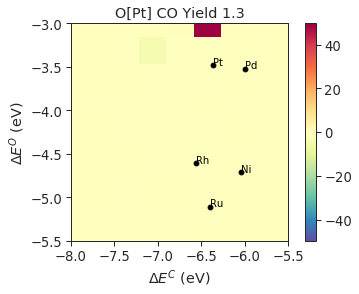 O[Pt] CO Yield 1.3
−3.0
−3.5
−4.0
−4.5
−5.0
−5.5
ΔE^O (eV)
Pt
Pd
Rh
Ni
Ru
−8.0 −7.5 −7.0 −6.5 −6.0 −5.5
ΔE^C (eV)
40
20
0
−20
−40